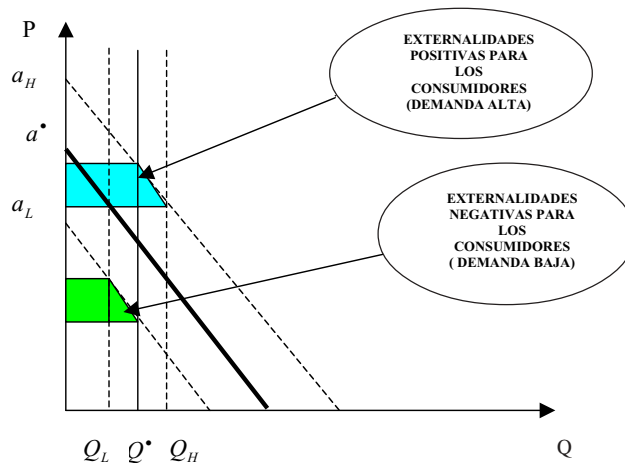 P
EXTERNALIDADES
POSITIVAS PARA
LOS
CONSUMIDORES
(DEMANDA ALTA)
a_H
a•
a_L
EXTERNALIDADES
NEGATIVAS PARA
LOS
CONSUMIDORES
( DEMANDA BAJA)
Q_L Q• Q_H Q